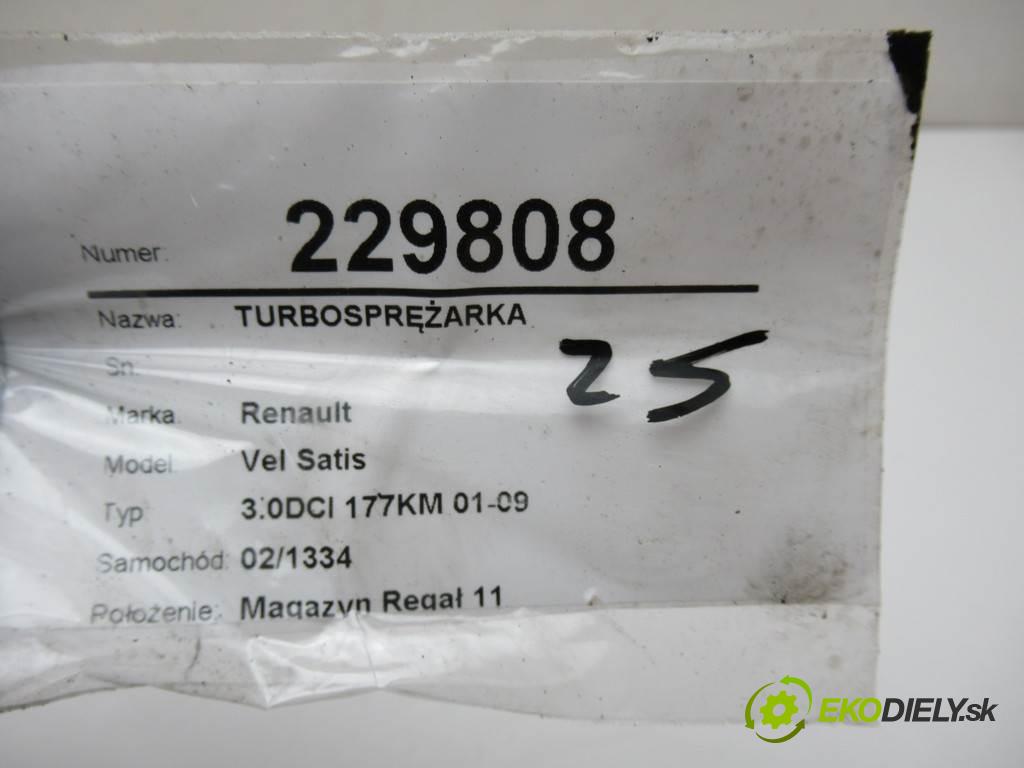 Numer: 229808
Nazwa: TURBOSPRĘŻARKA
25
Sn.
Marka: Renault
Model Vel Satis
Typ 3.0DCI 177KM 01-09
Samochód: 02/1334
Położenie: Magazyn Regał 11
EKODIELY.sk